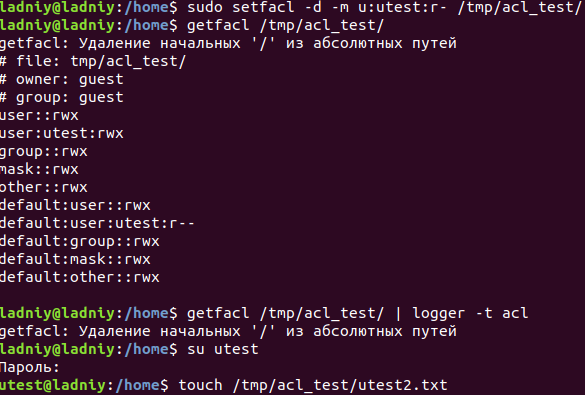 ladniy@ladniy:/home$ sudo setfacl -d -m u:utest:r- /tmp/acl_test/
ladniy@ladniy:/home$ getfacl /tmp/acl_test/
getfacl: Удаление начальных '/' из абсолютных путей
# file: tmp/acl_test/
# owner: guest
# group: guest
user::rwx
user:utest:rwx
group::rwx
mask::rwx
other::rwx
default:user::rwx
default:user:utest:r--
default:group::rwx
default:mask::rwx
default:other::rwx
ladniy@ladniy:/home$ getfacl /tmp/acl_test/ | logger -t acl
getfacl: Удаление начальных '/' из абсолютных путей
ladniy@ladniy:/home$ su utest
Пароль:
utest@ladniy:/home$ touch /tmp/acl_test/utest2.txt